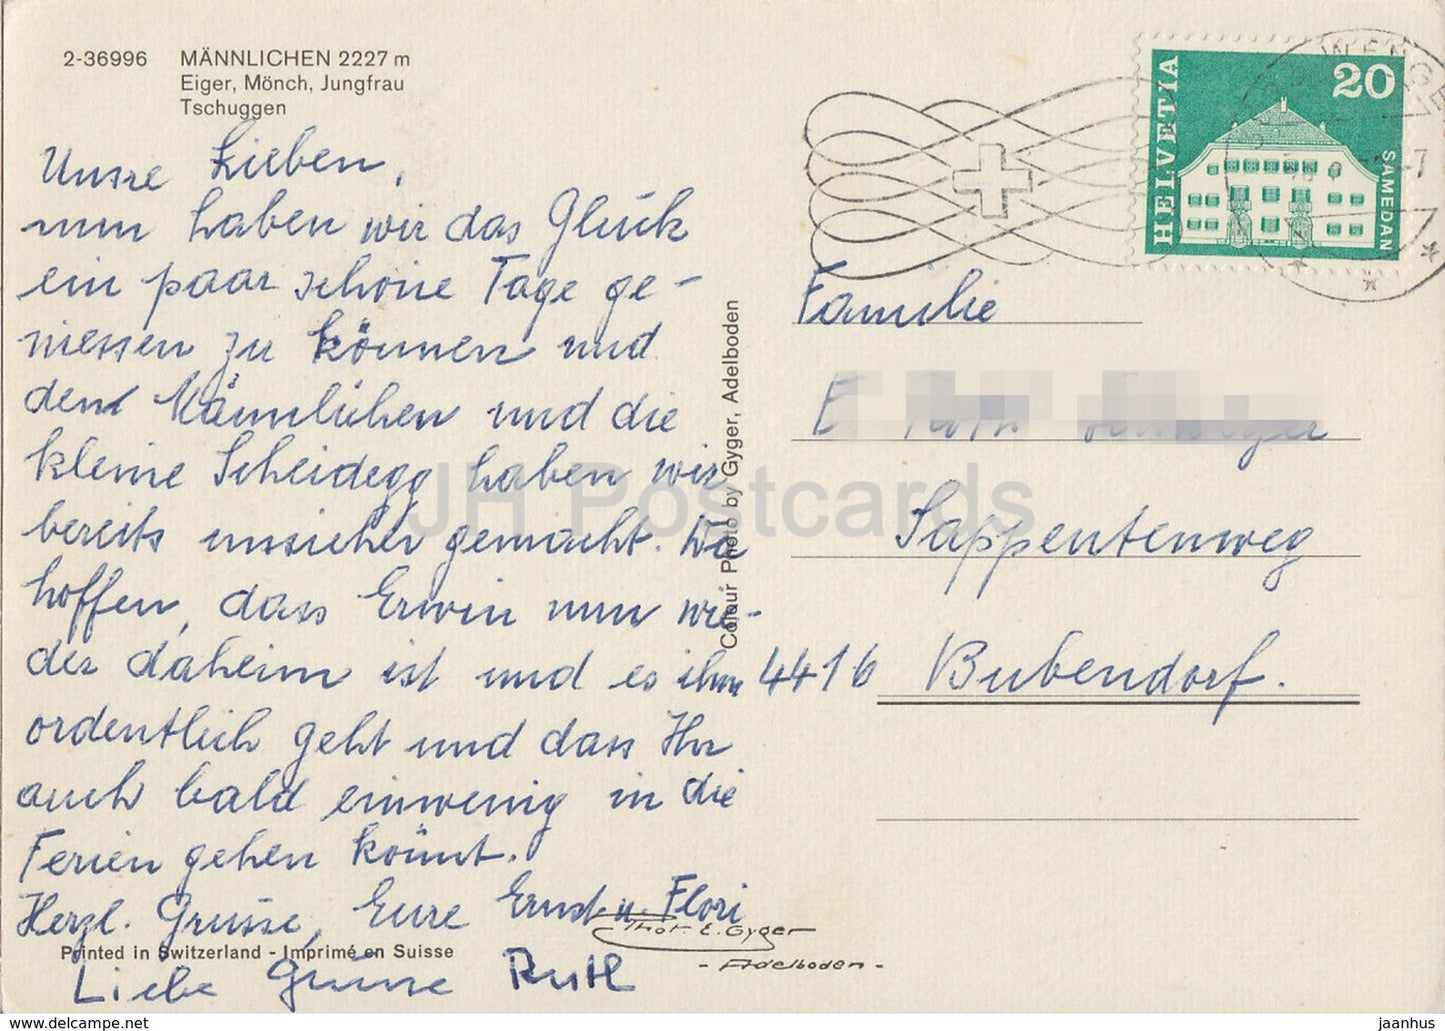 2-36996 MÄNNLICHEN 2227 m
Eiger, Mönch, Jungfrau
Tschuggen
Unsre Lieben,
nun haben wir das Glück
ein paar schöne Tage ge-
niessen zu können und
den Männlichen und die
kleine Scheidegg haben wir
bereits unsicher gemacht. Wir
hoffen, dass Erwin nun wie-
der daheim ist und es ihm
ordentlich geht und dass Ihr
auch bald einwenig in die
Ferien gehen könnt.
Herzl. Grüsse, Eure Ernst u. Flori
Printed in Switzerland - Imprimé en Suisse
Liebe Grüsse Ruth
Phot. E. Gyger
- Adelboden -
Colour Photo by Gyger, Adelboden
HELVETIA
20
SAMEDAN
Familie
E Roth
Sappentenweg
4416 Bubendorf.
JH Postcards
delcampe.net
jaanhus